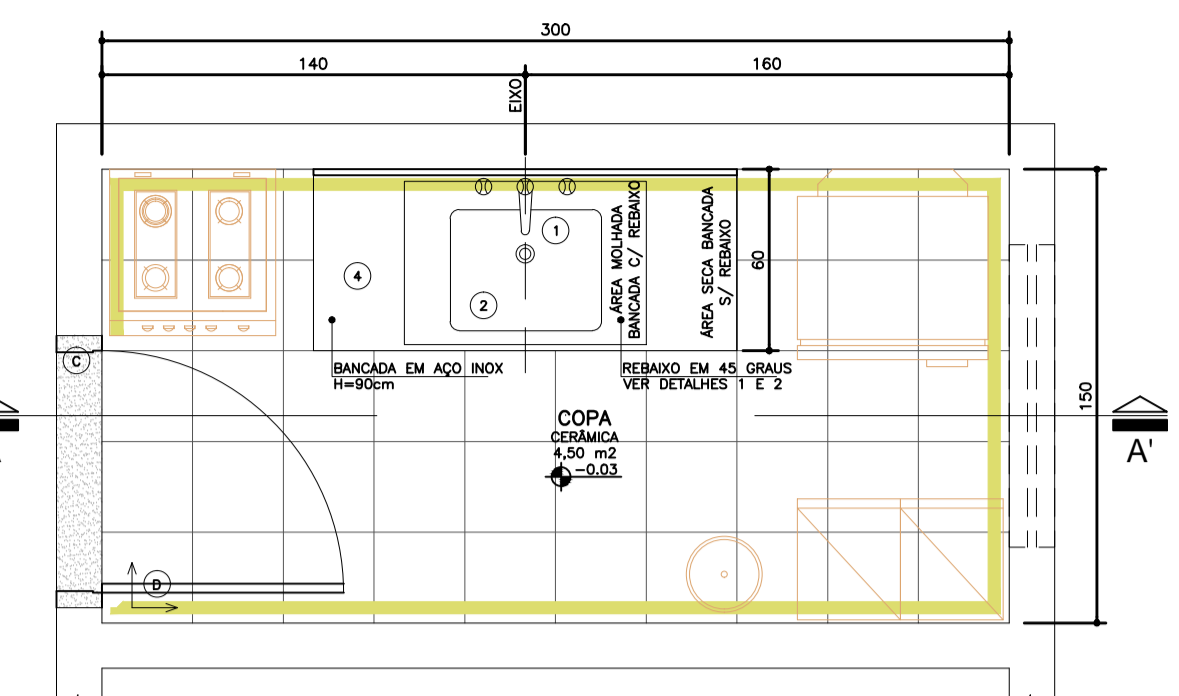 300
140
160
EIXO
ÁREA MOLHADA
BANCADA C/ REBAIXO
ÁREA SECA BANCADA
S/ REBAIXO
1
60
4
2
C
BANCADA EM AÇO INOX
H=90cm
REBAIXO EM 45 GRAUS
VER DETALHES 1 E 2
150
COPA
CERÂMICA
4,50 m2
-0.03
A'
D